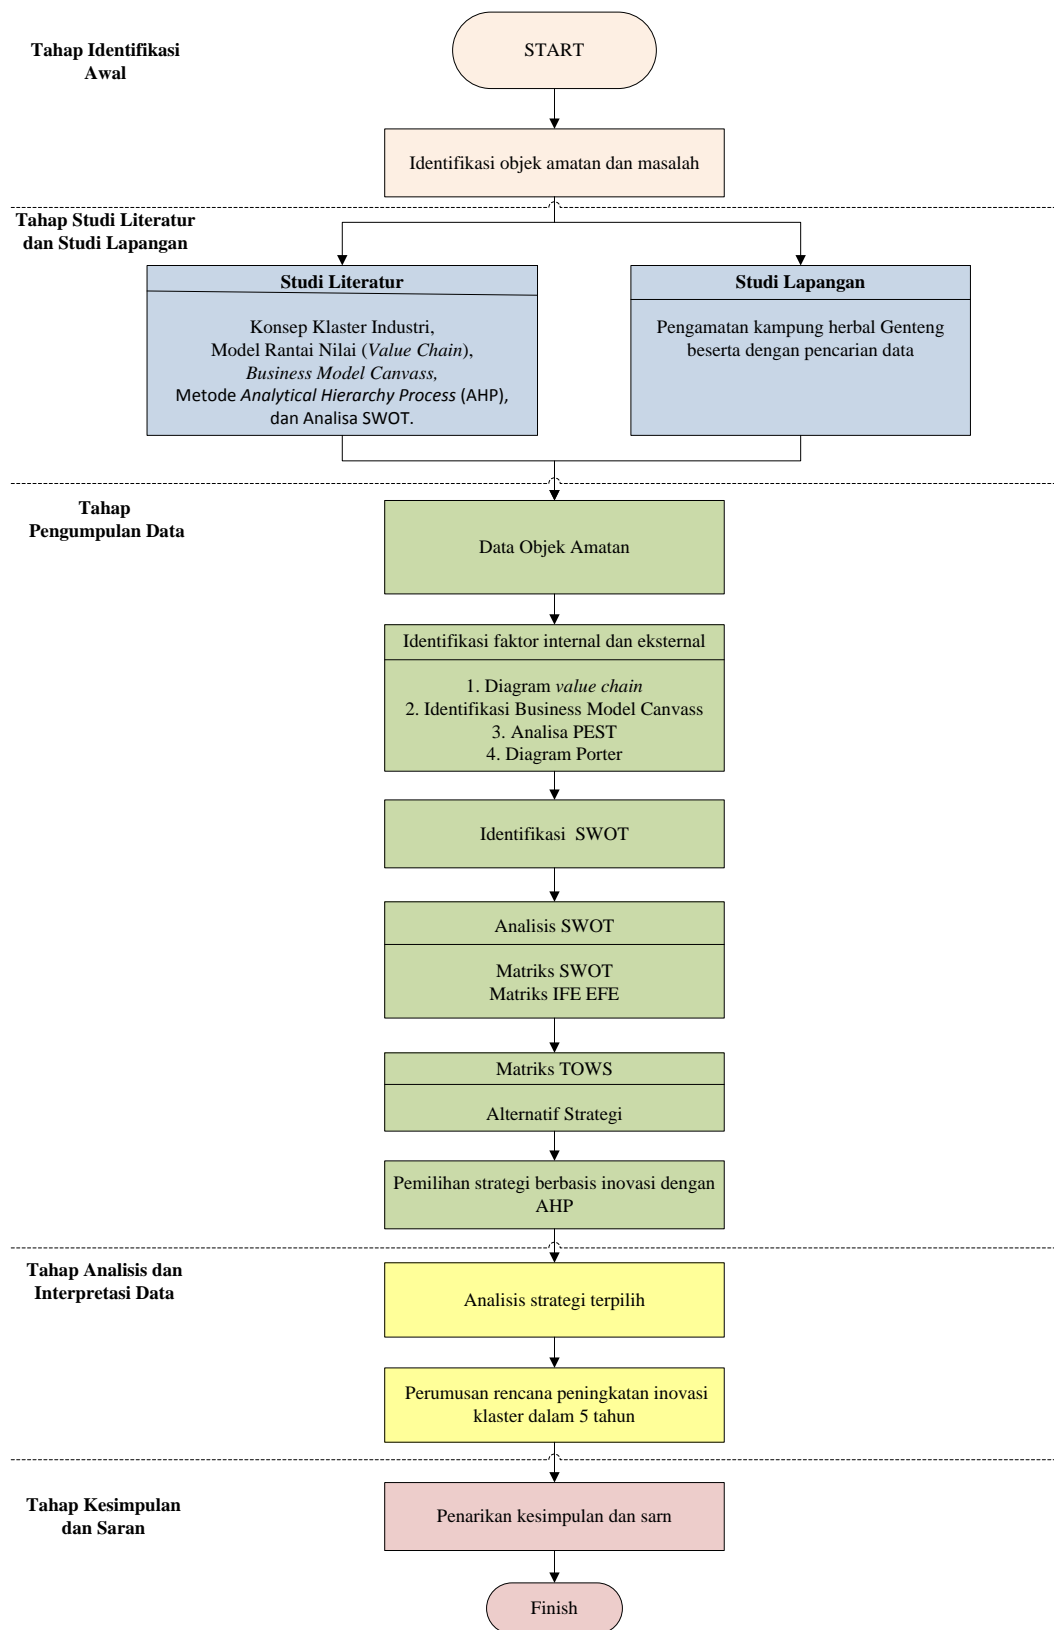 Tahap Identifikasi
Awal
START
Identifikasi objek amatan dan masalah
Tahap Studi Literatur
dan Studi Lapangan
Studi Literatur
Konsep Klaster Industri,
Model Rantai Nilai (Value Chain),
Business Model Canvass,
Metode Analytical Hierarchy Process (AHP),
dan Analisa SWOT.
Studi Lapangan
Pengamatan kampung herbal Genteng
beserta dengan pencarian data
Tahap
Pengumpulan Data
Data Objek Amatan
Identifikasi faktor internal dan eksternal
1. Diagram value chain
2. Identifikasi Business Model Canvass
3. Analisa PEST
4. Diagram Porter
Identifikasi  SWOT
Analisis SWOT
Matriks SWOT
Matriks IFE EFE
Matriks TOWS
Alternatif Strategi
Pemilihan strategi berbasis inovasi dengan
AHP
Tahap Analisis dan
Interpretasi Data
Analisis strategi terpilih
Perumusan rencana peningkatan inovasi
klaster dalam 5 tahun
Tahap Kesimpulan
dan Saran
Penarikan kesimpulan dan sarn
Finish